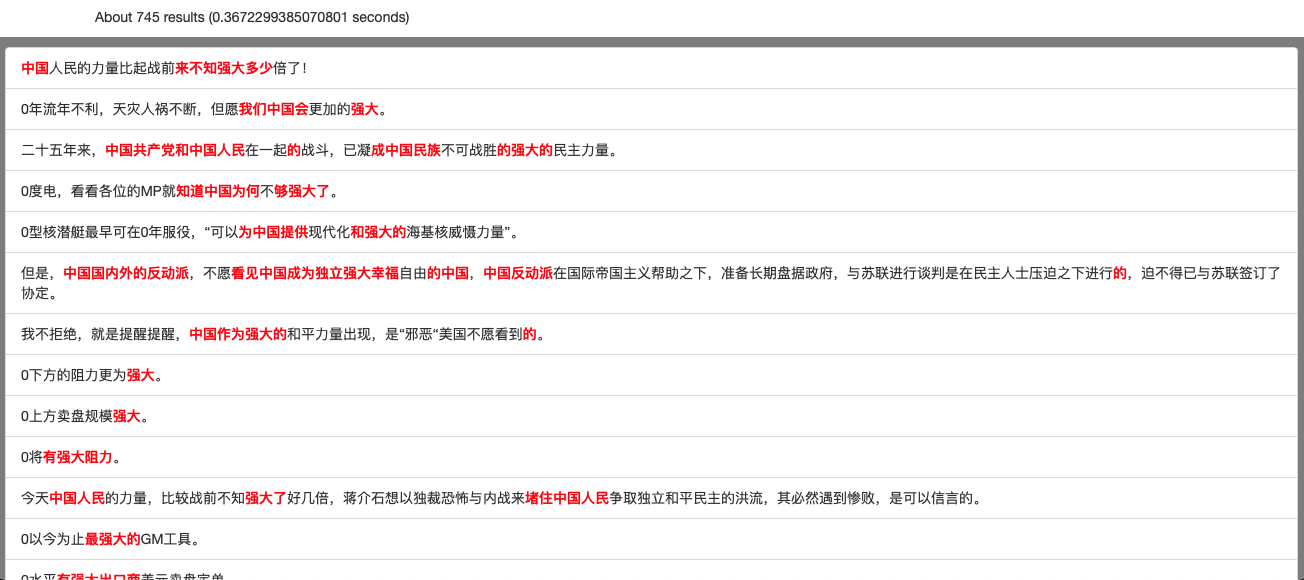 About 745 results (0.3672299385070801 seconds)
中国人民的力量比起战前来不知强大多少倍了！
0年流年不利，天灾人祸不断，但愿我们中国会更加的强大。
二十五年来，中国共产党和中国人民在一起的战斗，已凝成中国民族不可战胜的强大的民主力量。
0度电，看看各位的MP就知道中国为何不够强大了。
0型核潜艇最早可在0年服役，“可以为中国提供现代化和强大的海基核威慑力量”。
但是，中国国内外的反动派，不愿看见中国成为独立强大幸福自由的中国，中国反动派在国际帝国主义帮助之下，准备长期盘据政府，与苏联进行谈判是在民主人士压迫之下进行的，迫不得已与苏联签订了
协定。
我不拒绝，就是提醒提醒，中国作为强大的和平力量出现，是“邪恶“美国不愿看到的。
0下方的阻力更为强大。
0上方卖盘规模强大。
0将有强大阻力。
今天中国人民的力量，比较战前不知强大了好几倍，蒋介石想以独裁恐怖与内战来堵住中国人民争取独立和平民主的洪流，其必然遇到惨败，是可以信言的。
0以今为止最强大的GM工具。
0水平有强大出口商美元卖盘定单